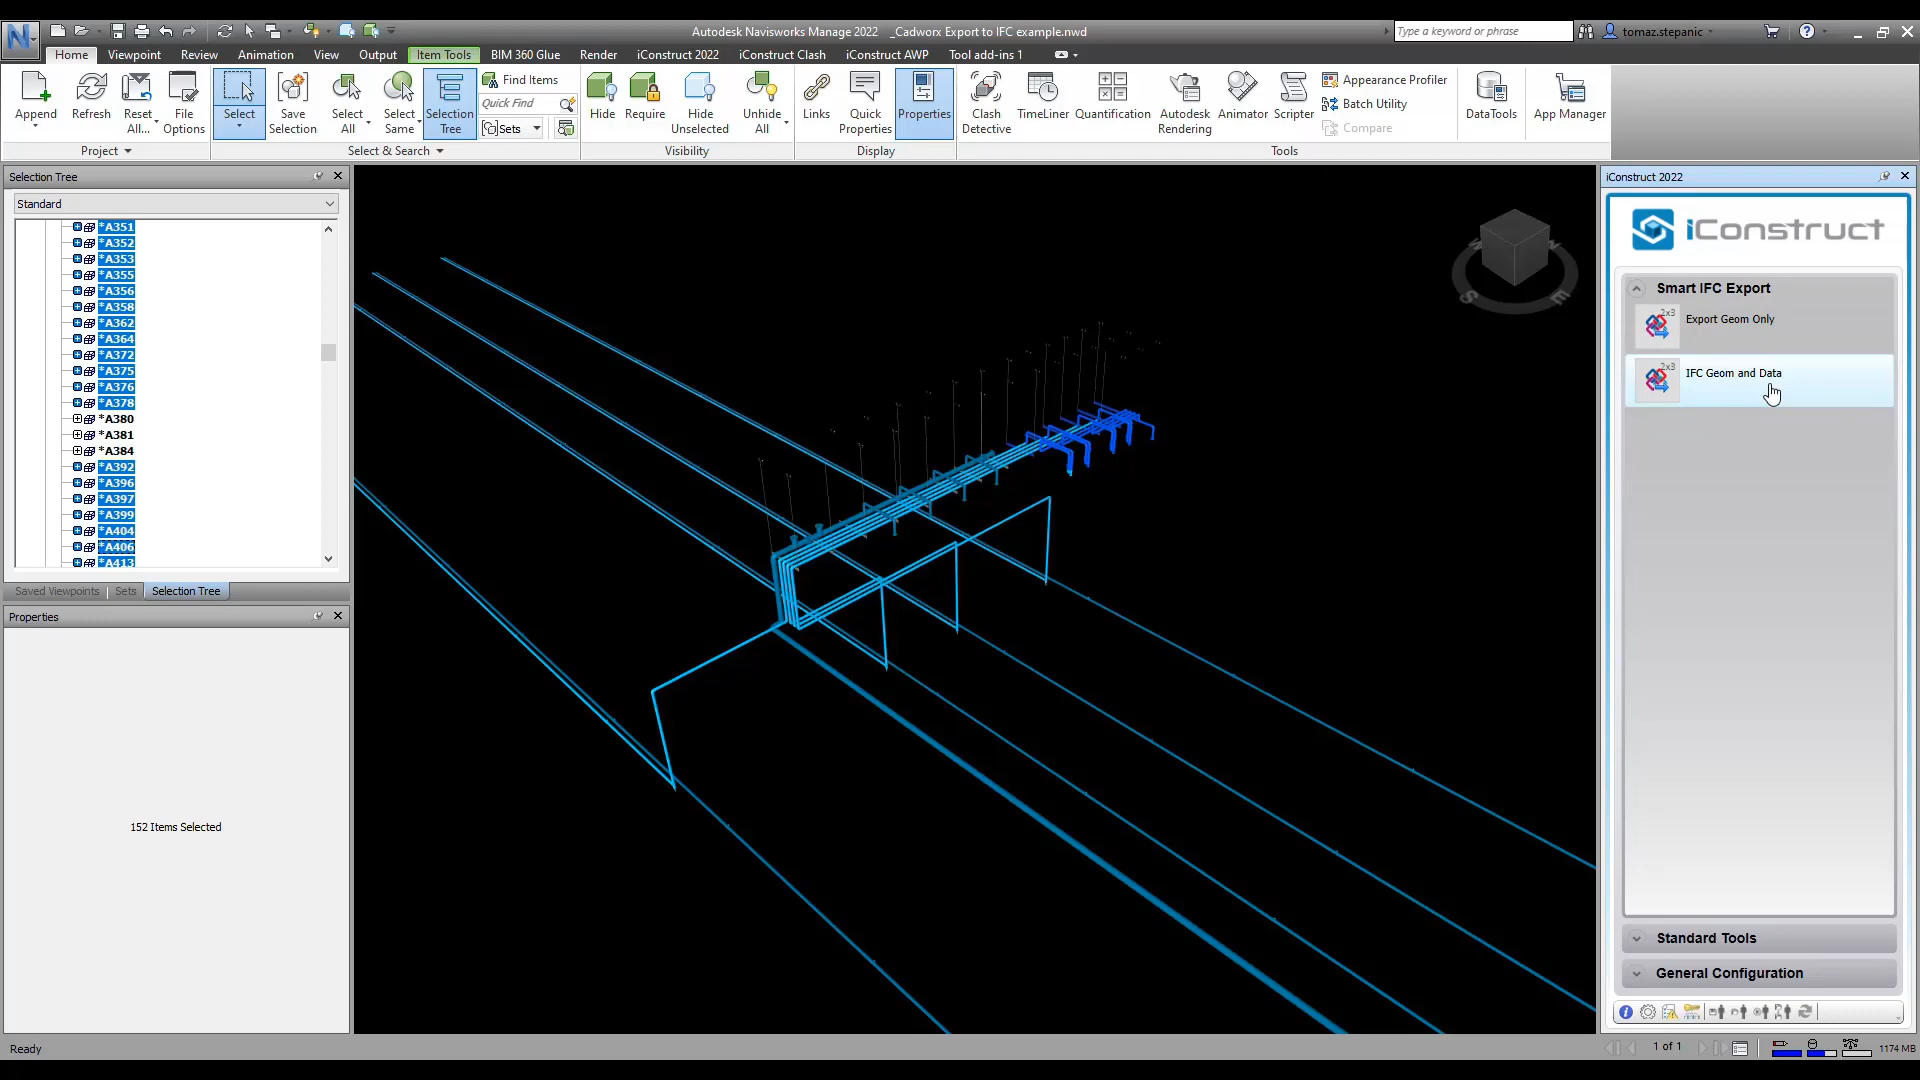 Autodesk Navisworks Manage 2022 _Cadworx Export to IFC example.nwd
Type a keyword or phrase
tomaz.stepanic
Home Viewpoint Review Animation View Output Item Tools BIM 360 Glue Render iConstruct 2022 iConstruct Clash iConstruct AWP Tool add-ins 1
Append
Refresh
Reset All...
File Options
Project
Select
Save Selection
Select All
Select Same
Selection Tree
Find Items
Quick Find
Sets
Select & Search
Hide
Require
Hide Unselected
Unhide All
Visibility
Links
Quick Properties
Properties
Display
Clash Detective
TimeLiner
Quantification
Autodesk Rendering
Animator
Scripter
Appearance Profiler
Batch Utility
Compare
Tools
DataTools
App Manager
Selection Tree
Standard
*A351
*A352
*A353
*A355
*A356
*A358
*A362
*A364
*A372
*A375
*A376
*A378
*A380
*A381
*A384
*A392
*A396
*A397
*A399
*A404
*A406
*A413
Saved Viewpoints Sets Selection Tree
Properties
152 Items Selected
N
S
E
iConstruct 2022
iConstruct
Smart IFC Export
2x3
Export Geom Only
2x3
IFC Geom and Data
Standard Tools
General Configuration
Ready
1 of 1
1174 MB